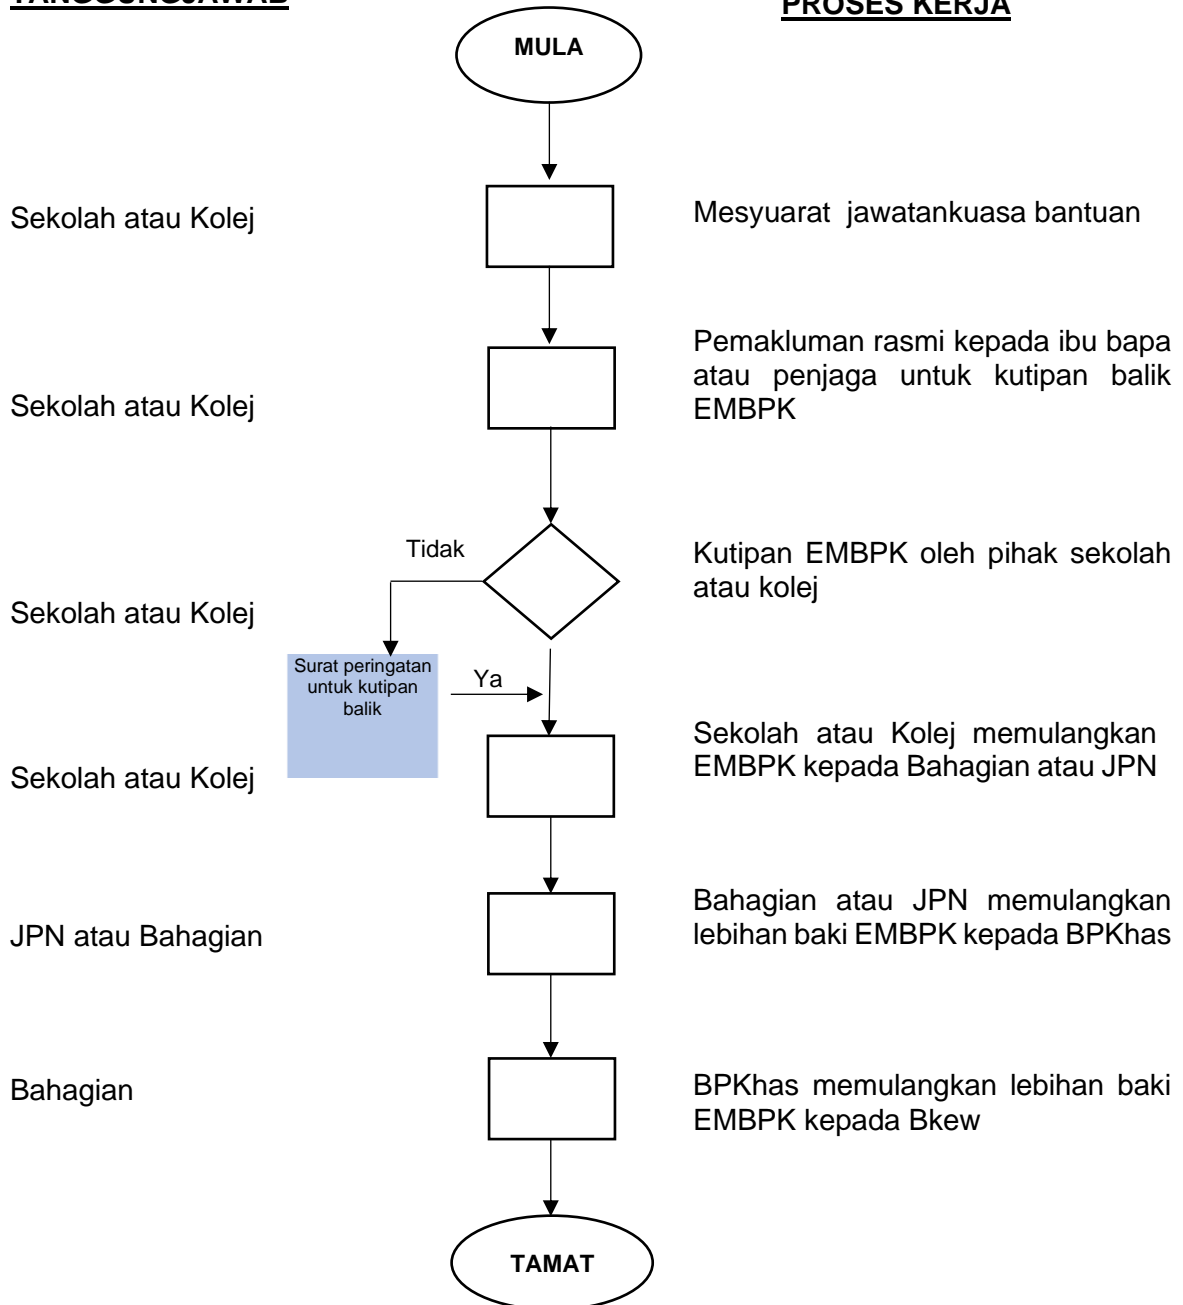 TANGGUNGJAWAB
PROSES KERJA
MULA
Sekolah atau Kolej
Mesyuarat jawatankuasa bantuan
Sekolah atau Kolej
Pemakluman rasmi kepada ibu bapa
atau penjaga untuk kutipan balik
EMBPK
Tidak
Sekolah atau Kolej
Kutipan EMBPK oleh pihak sekolah
atau kolej
Surat peringatan
untuk kutipan
balik
Ya
Sekolah atau Kolej
Sekolah atau Kolej memulangkan
EMBPK kepada Bahagian atau JPN
JPN atau Bahagian
Bahagian atau JPN memulangkan
lebihan baki EMBPK kepada BPKhas
Bahagian
BPKhas memulangkan lebihan baki
EMBPK kepada Bkew
TAMAT